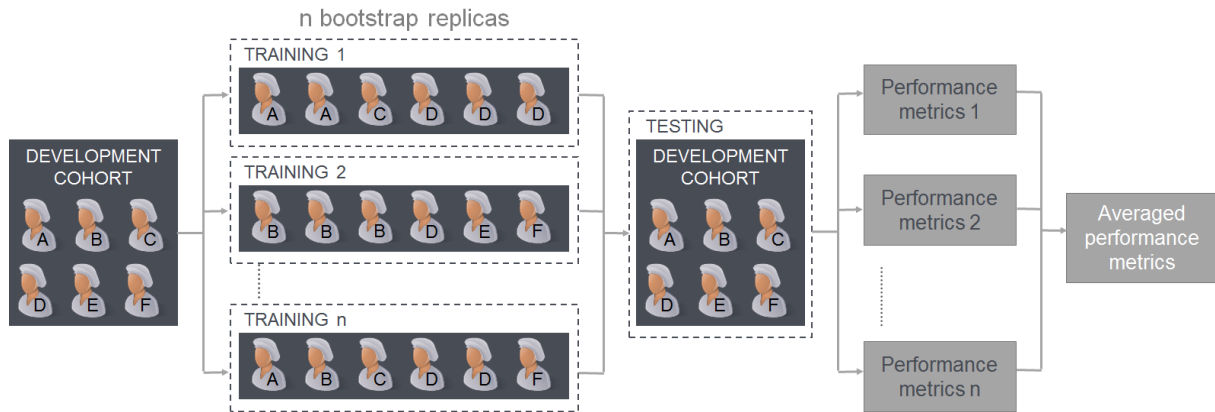 n bootstrap replicas
DEVELOPMENT
COHORT
A B C
D E F
TRAINING 1
A A C D D D
TRAINING 2
B B B D E F
TRAINING n
A B C D D F
TESTING
DEVELOPMENT
COHORT
A B C
D E F
Performance
metrics 1
Performance
metrics 2
Performance
metrics n
Averaged
performance
metrics